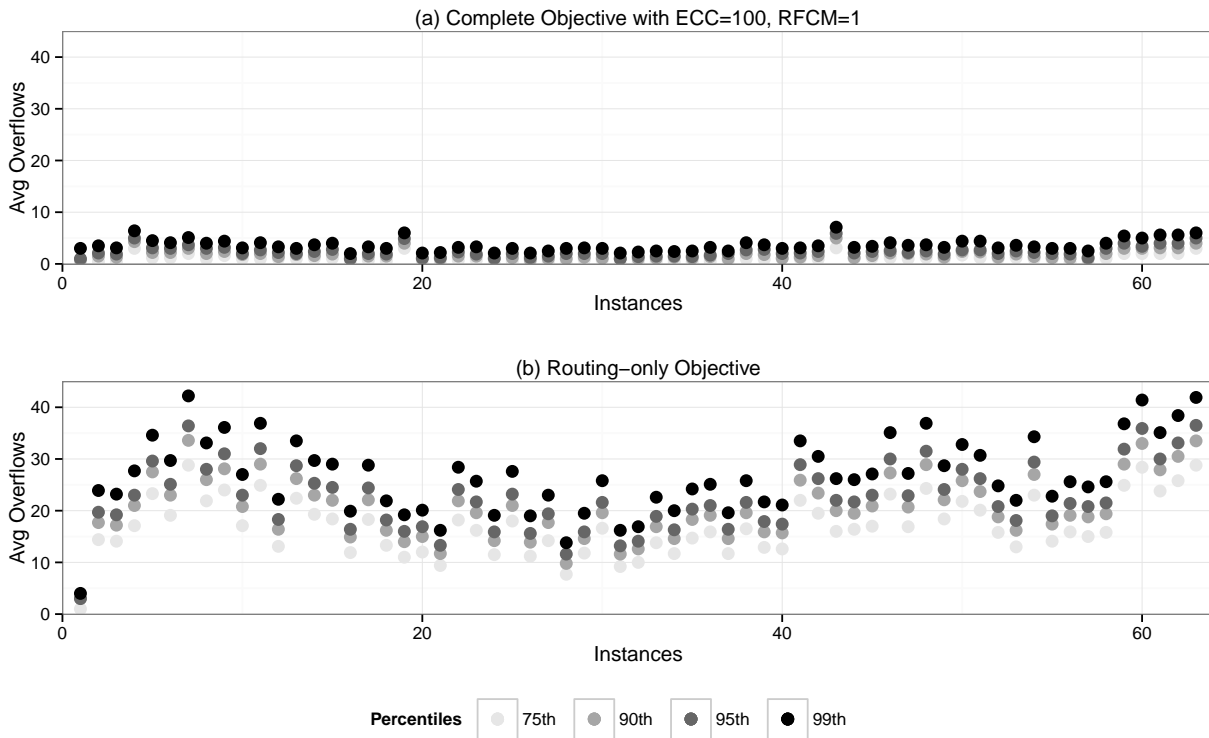 (a) Complete Objective with ECC=100, RFCM=1
Avg Overflows
40
30
20
10
0
0 20 40 60
Instances
(b) Routing−only Objective
Avg Overflows
40
30
20
10
0
0 20 40 60
Instances
Percentiles 75th 90th 95th 99th